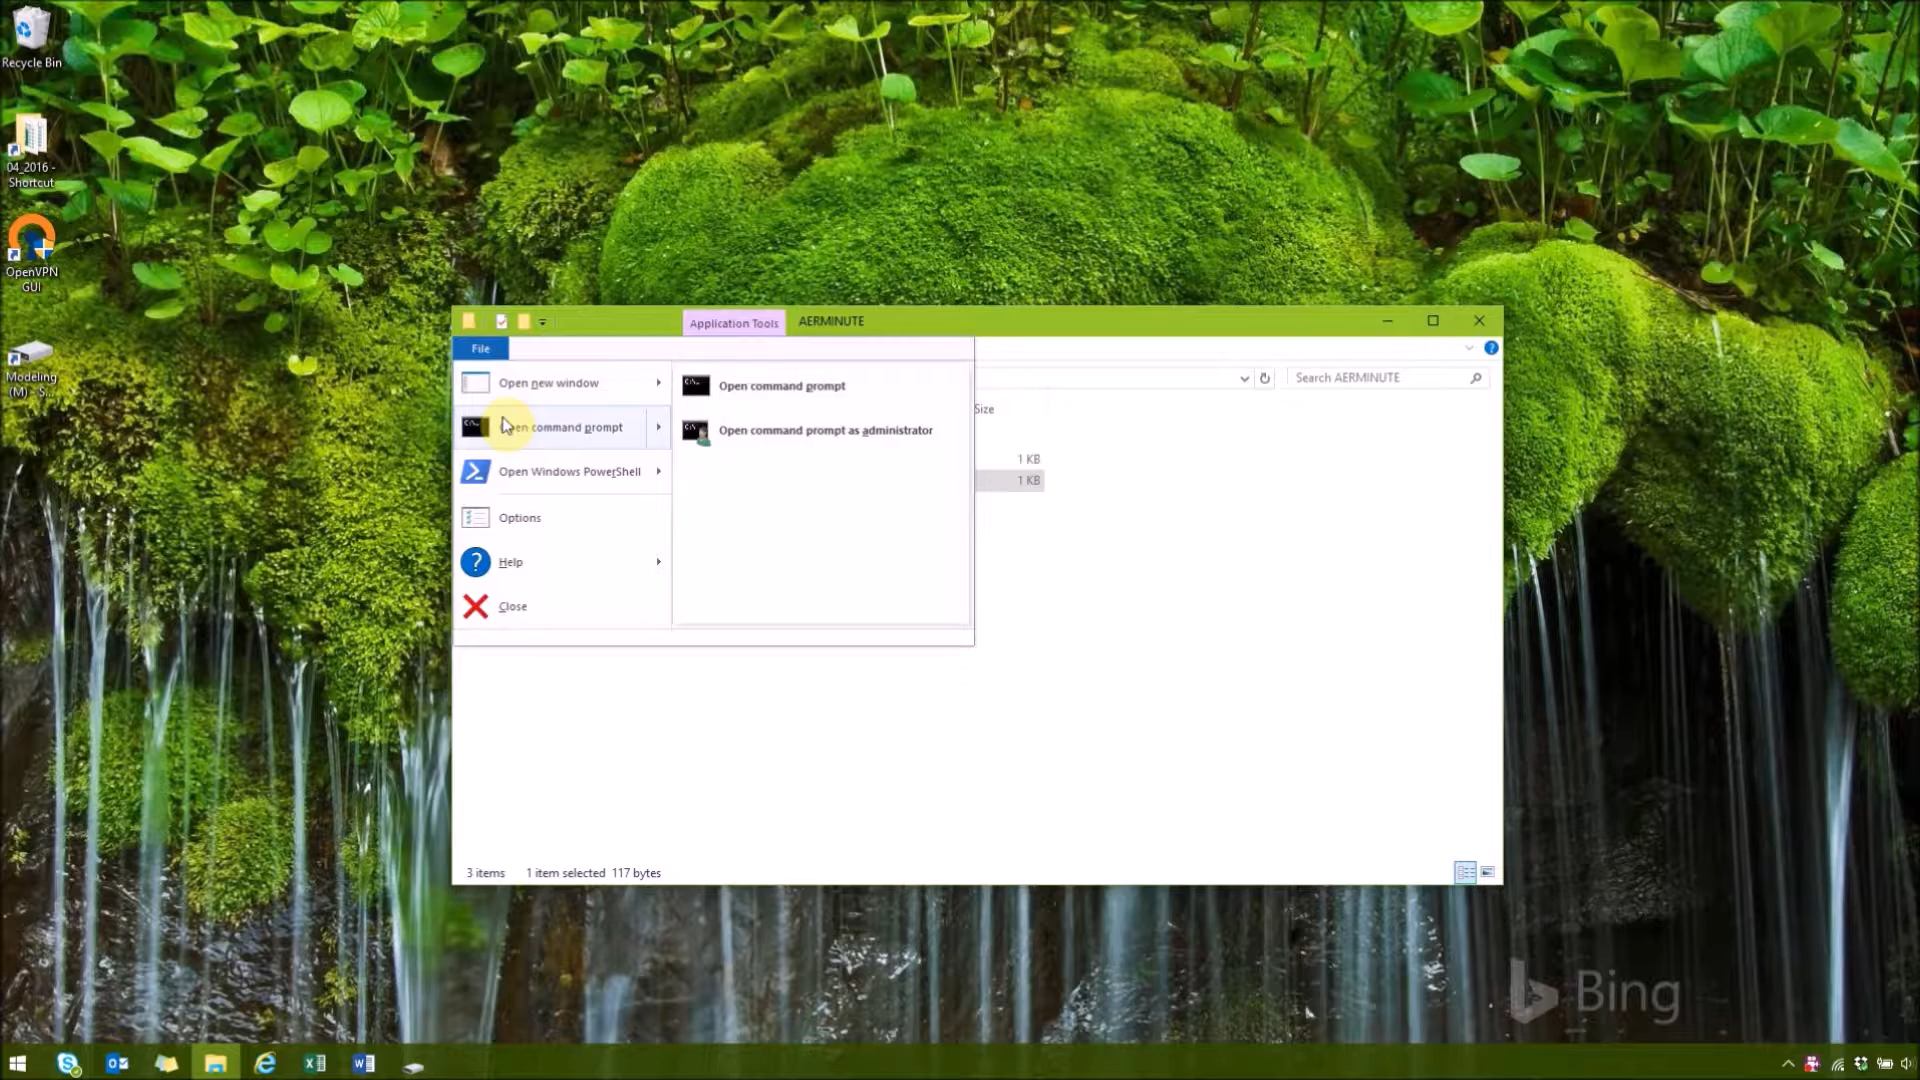 Recycle Bin
04_2016 -
Shortcut
OpenVPN
GUI
Modeling
(M) - S...
Application Tools
AERMINUTE
File
Open new window
Open command prompt
Open command prompt
Open command prompt as administrator
Open Windows PowerShell
Options
Help
Close
Search AERMINUTE
Size
1 KB
1 KB
3 items
1 item selected 117 bytes
Bing